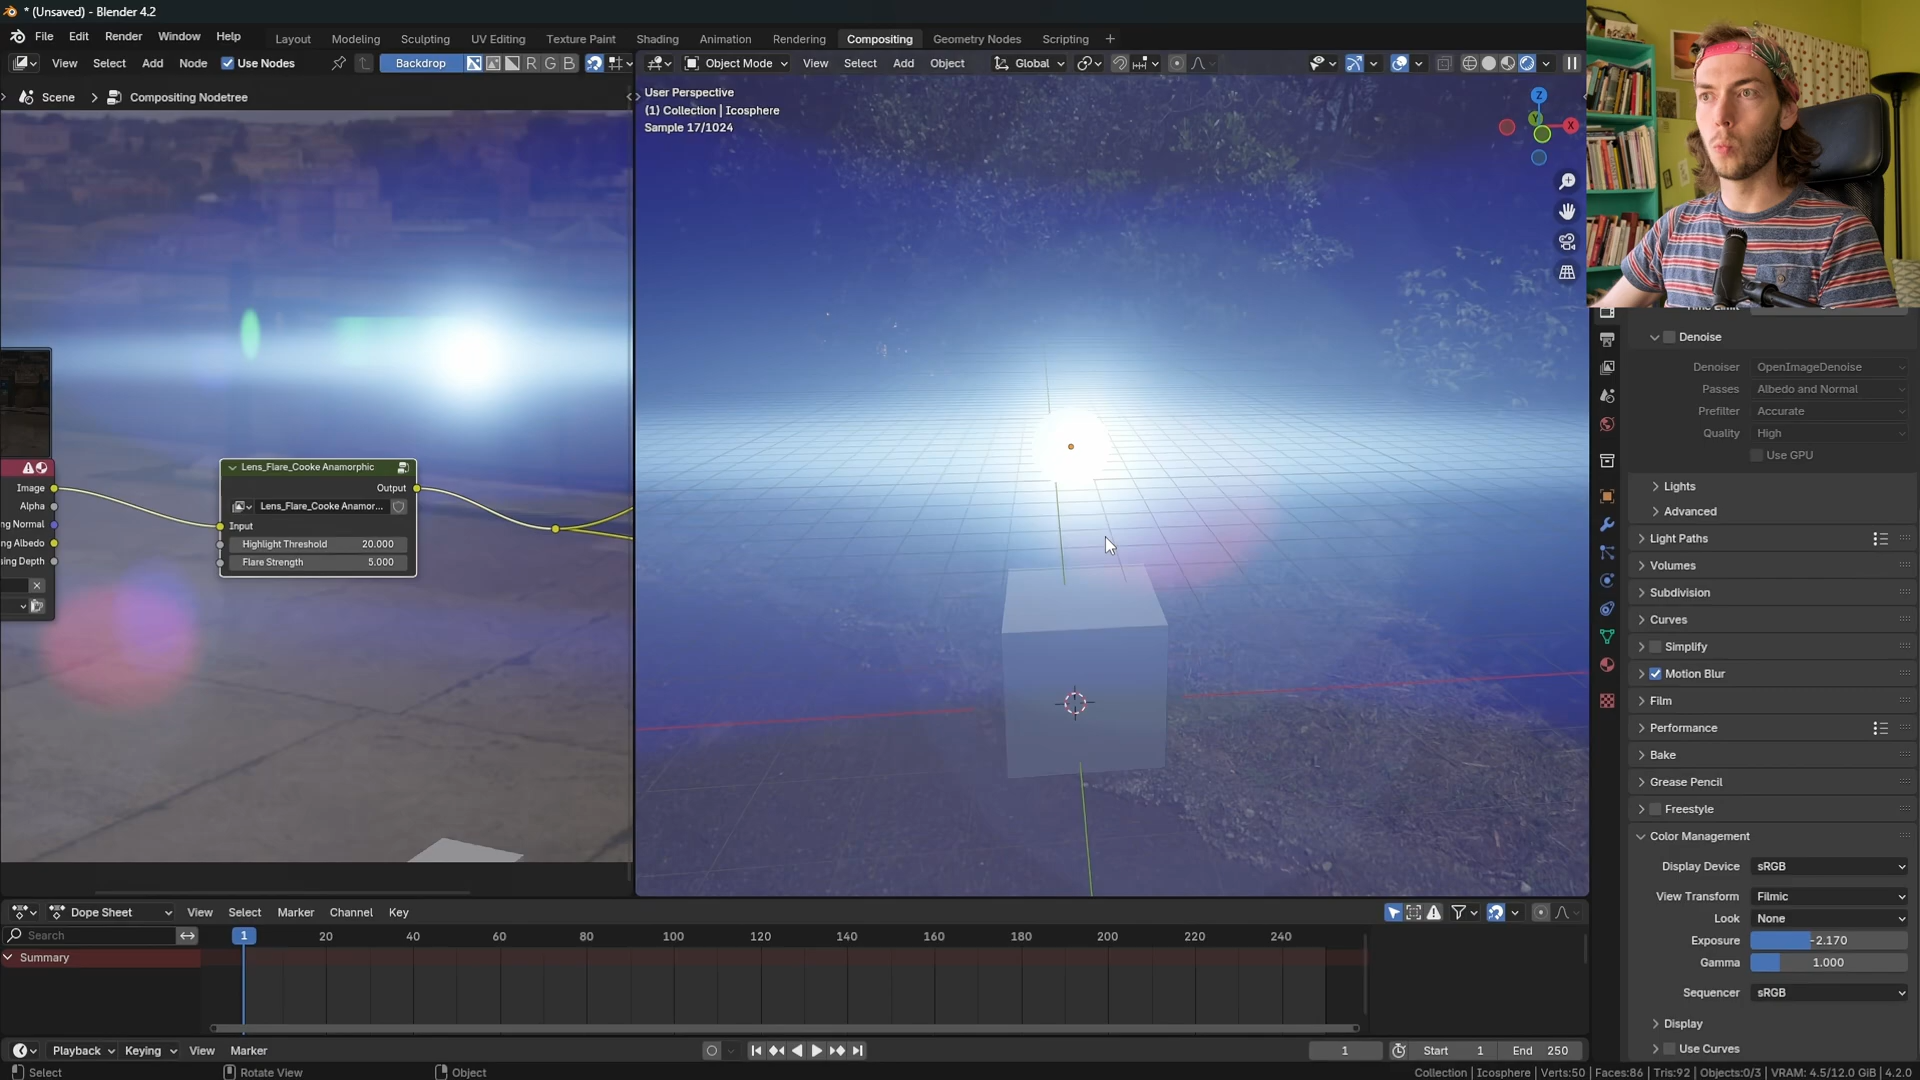 * (Unsaved) - Blender 4.2
File Edit Render Window Help
Layout Modeling Sculpting UV Editing Texture Paint Shading Animation Rendering Compositing Geometry Nodes Scripting +
View Select Add Node Use Nodes Backdrop R G B
Object Mode View Select Add Object Global
Scene > Compositing Nodetree
User Perspective
(1) Collection | Icosphere
Sample 17/1024
Z
Y
X
Image
Alpha
ng Normal
ng Albedo
ing Depth
Lens_Flare_Cooke Anamorphic
Output
Lens_Flare_Cooke Anamor...
Input
Highlight Threshold 20.000
Flare Strength 5.000
Denoise
Denoiser OpenImageDenoise
Passes Albedo and Normal
Prefilter Accurate
Quality High
Use GPU
Lights
Advanced
Light Paths
Volumes
Subdivision
Curves
Simplify
Motion Blur
Film
Performance
Bake
Grease Pencil
Freestyle
Color Management
Display Device sRGB
View Transform Filmic
Look None
Exposure -2.170
Gamma 1.000
Sequencer sRGB
Display
Use Curves
Dope Sheet View Select Marker Channel Key
Search
1 20 40 60 80 100 120 140 160 180 200 220 240
Summary
Playback Keying View Marker
1 Start 1 End 250
Select Rotate View Object
Collection | Icosphere | Verts:50 | Faces:86 | Tris:92 | Objects:0/3 | VRAM: 4.5/12.0 GiB | 4.2.0